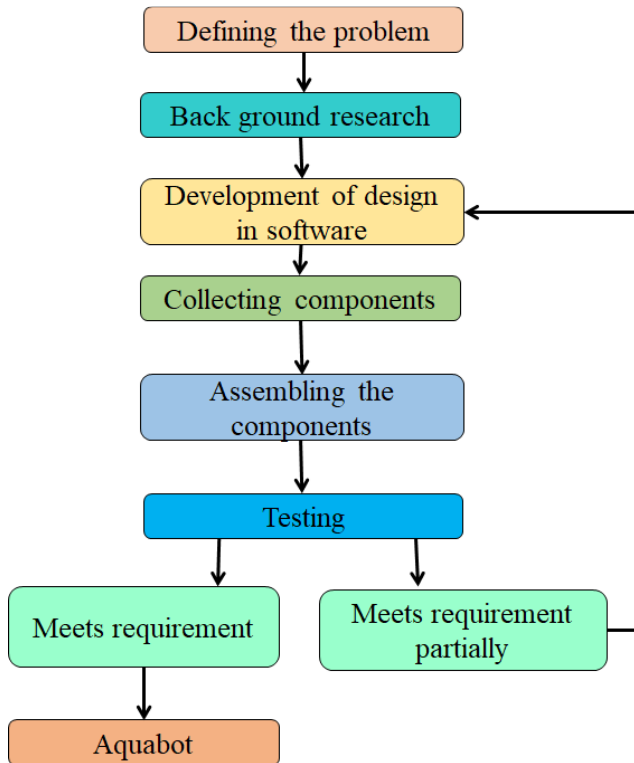 Defining the problem
Back ground research
Development of design
in software
Collecting components
Assembling the
components
Testing
Meets requirement
Meets requirement
partially
Aquabot